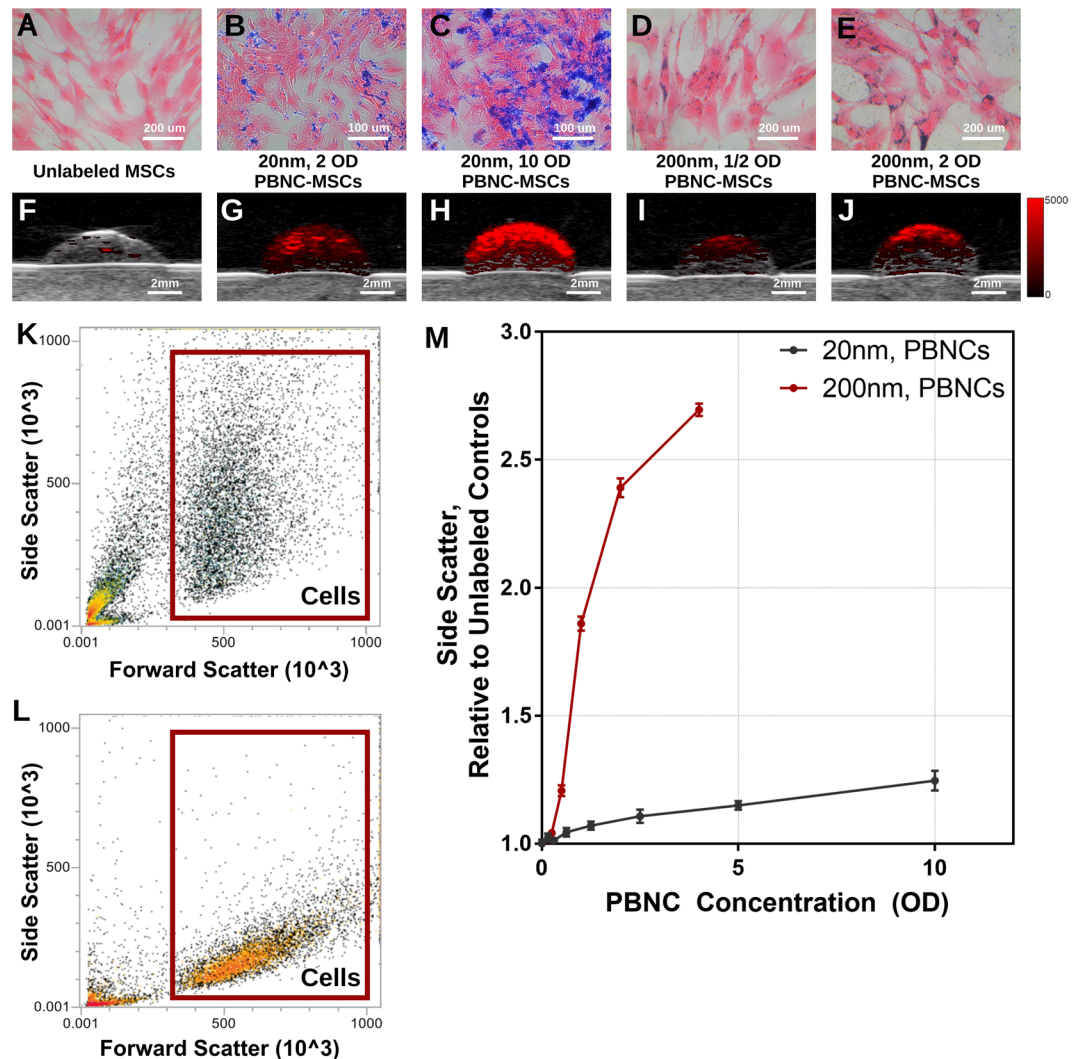 A
B
C
D
E
200 um
100 um
100 um
200 um
200 um
Unlabeled MSCs
20nm, 2 OD
PBNC-MSCs
20nm, 10 OD
PBNC-MSCs
200nm, 1/2 OD
PBNC-MSCs
200nm, 2 OD
PBNC-MSCs
F
G
H
I
J
2mm
2mm
2mm
2mm
2mm
5000
0
K
1000
500
0.001
Side Scatter (10^3)
Cells
0.001
500
1000
Forward Scatter (10^3)
L
1000
500
0.001
Side Scatter (10^3)
Cells
0.001
500
1000
Forward Scatter (10^3)
M
3.0
2.5
2.0
1.5
1.0
Side Scatter,
Relative to Unlabeled Controls
20nm, PBNCs
200nm, PBNCs
0
5
10
PBNC Concentration (OD)